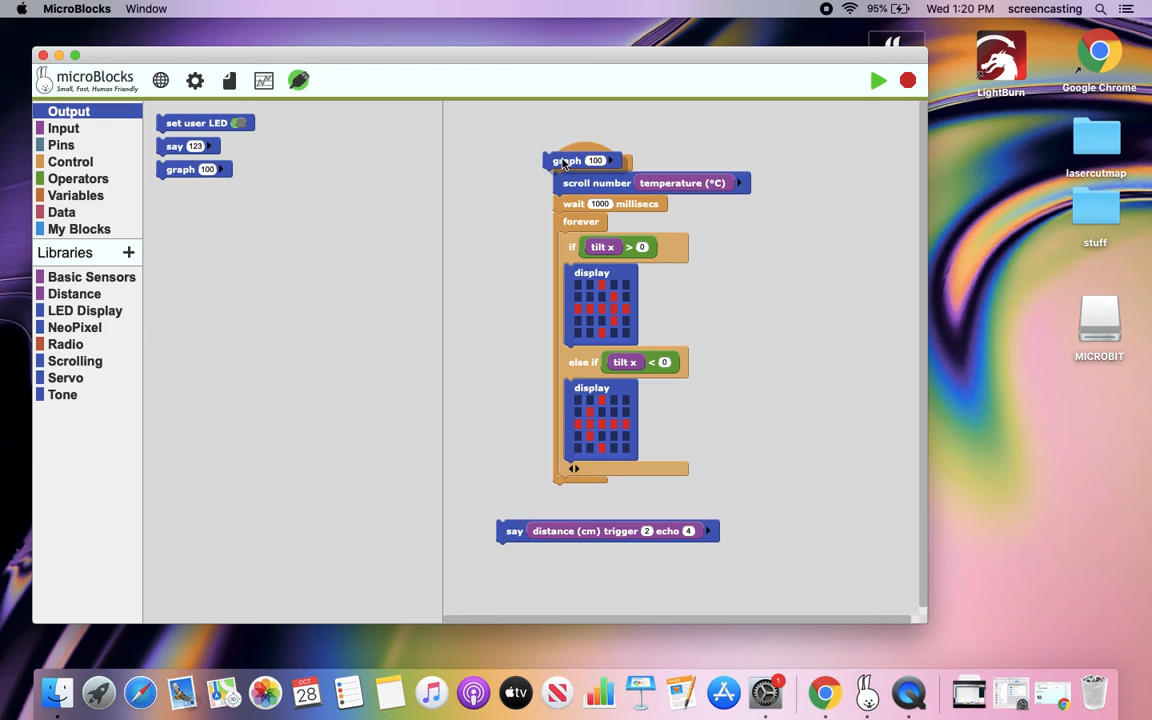 MicroBlocks Window 95% Wed 1:20 PM screencasting
microBlocks
Small, Fast, Human Friendly
LightBurn
Google Chrome
lasercutmap
stuff
MICROBIT
Output
Input
Pins
Control
Operators
Variables
Data
My Blocks
Libraries +
Basic Sensors
Distance
LED Display
NeoPixel
Radio
Scrolling
Servo
Tone
set user LED
say 123
graph 100
graph 100
scroll number temperature (°C)
wait 1000 millisecs
forever
if tilt x > 0
display
else if tilt x < 0
display
say distance (cm) trigger 2 echo 4
OCT
28
tv
1